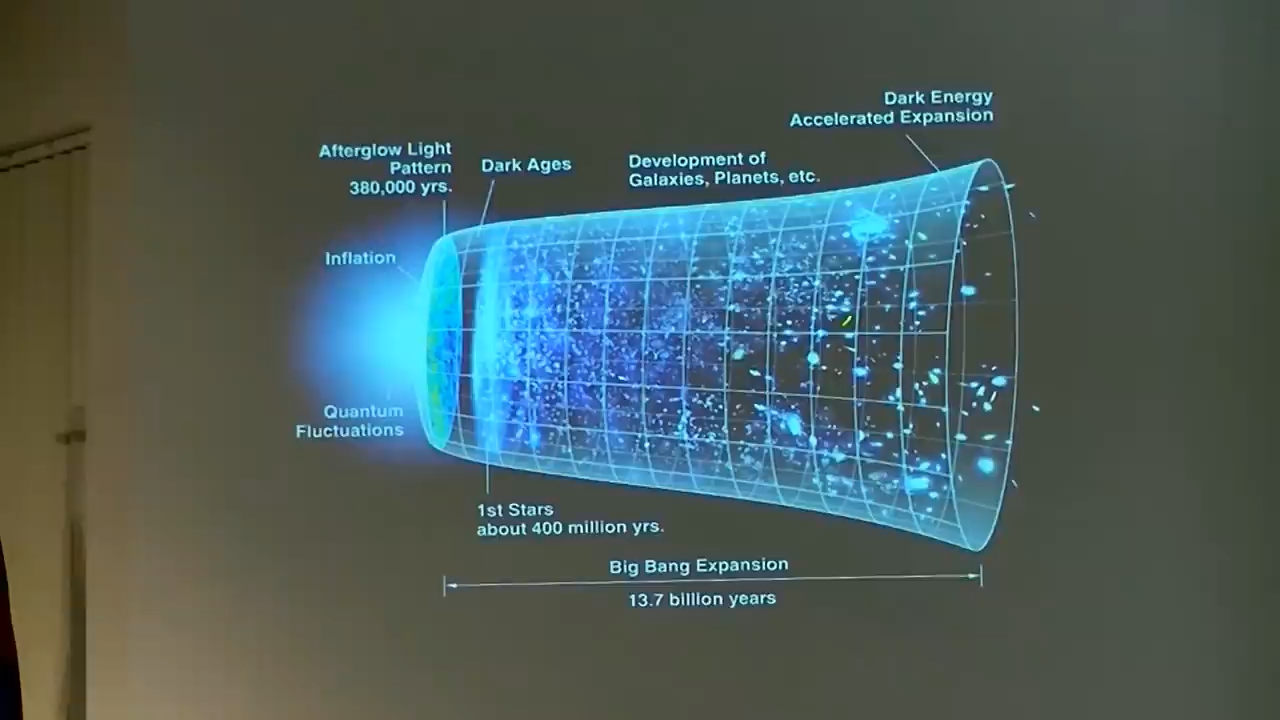 Dark Energy
Accelerated Expansion
Afterglow Light
Pattern
380,000 yrs.
Dark Ages
Development of
Galaxies, Planets, etc.
Inflation
Quantum
Fluctuations
1st Stars
about 400 million yrs.
Big Bang Expansion
13.7 billion years